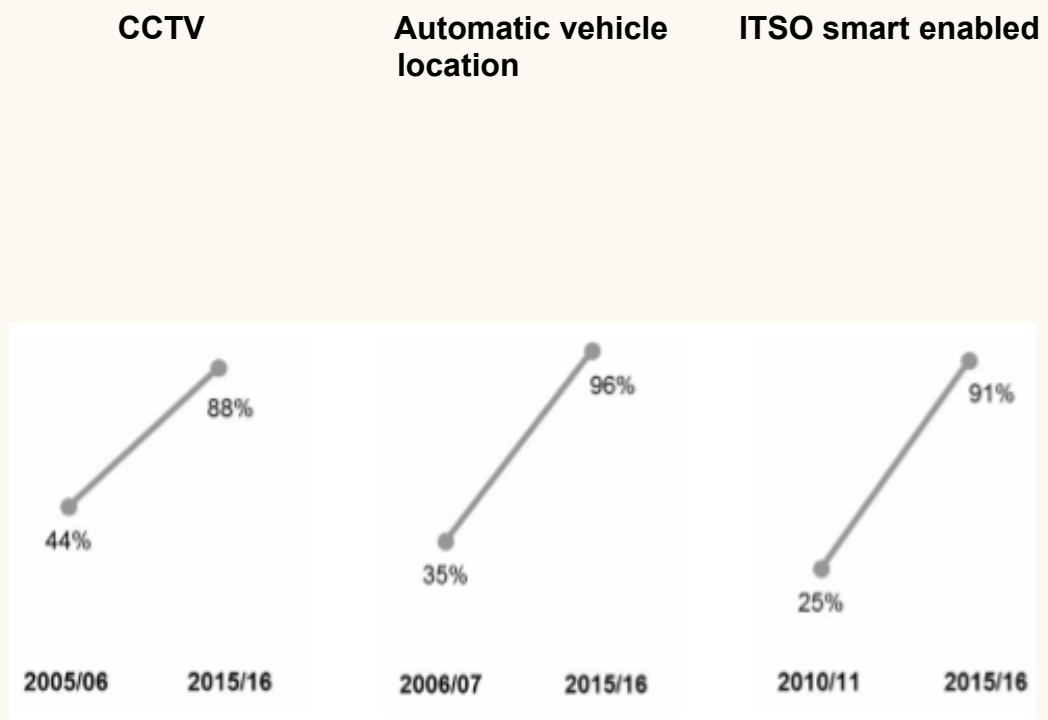 CCTV
Automatic vehicle
location
ITSO smart enabled
88%
44%
2005/06 2015/16
96%
35%
2006/07 2015/16
91%
25%
2010/11 2015/16